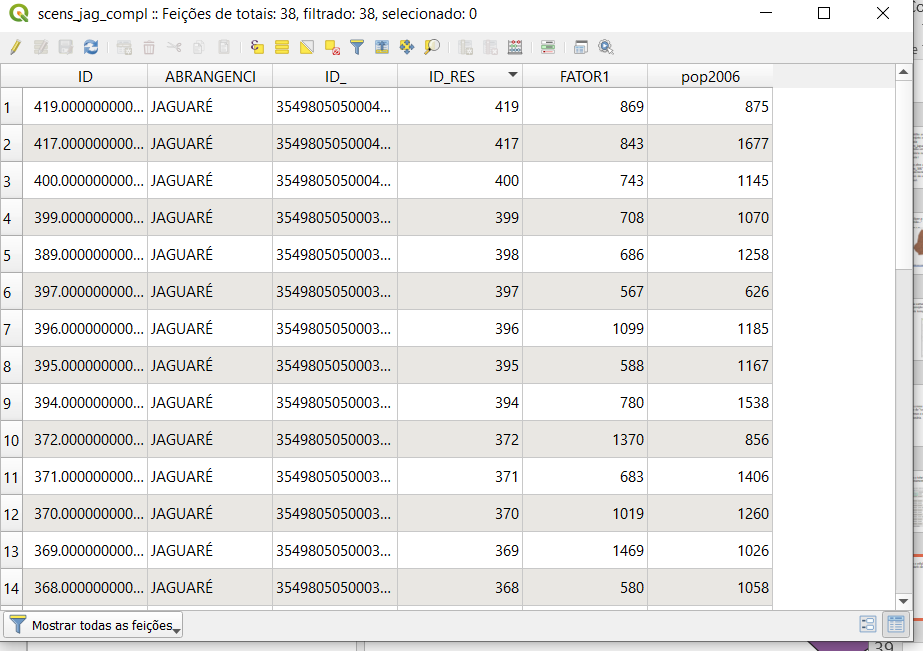 scens_jag_compl :: Feições de totais: 38, filtrado: 38, selecionado: 0
ID ABRANGENCI ID_ ID_RES FATOR1 pop2006
1 419.000000000... JAGUARÉ 3549805050004... 419 869 875
2 417.000000000... JAGUARÉ 3549805050004... 417 843 1677
3 400.000000000... JAGUARÉ 3549805050004... 400 743 1145
4 399.000000000... JAGUARÉ 3549805050003... 399 708 1070
5 389.000000000... JAGUARÉ 3549805050003... 398 686 1258
6 397.000000000... JAGUARÉ 3549805050003... 397 567 626
7 396.000000000... JAGUARÉ 3549805050003... 396 1099 1185
8 395.000000000... JAGUARÉ 3549805050003... 395 588 1167
9 394.000000000... JAGUARÉ 3549805050003... 394 780 1538
10 372.000000000... JAGUARÉ 3549805050003... 372 1370 856
11 371.000000000... JAGUARÉ 3549805050003... 371 683 1406
12 370.000000000... JAGUARÉ 3549805050003... 370 1019 1260
13 369.000000000... JAGUARÉ 3549805050003... 369 1469 1026
14 368.000000000... JAGUARÉ 3549805050003... 368 580 1058
Mostrar todas as feições
39